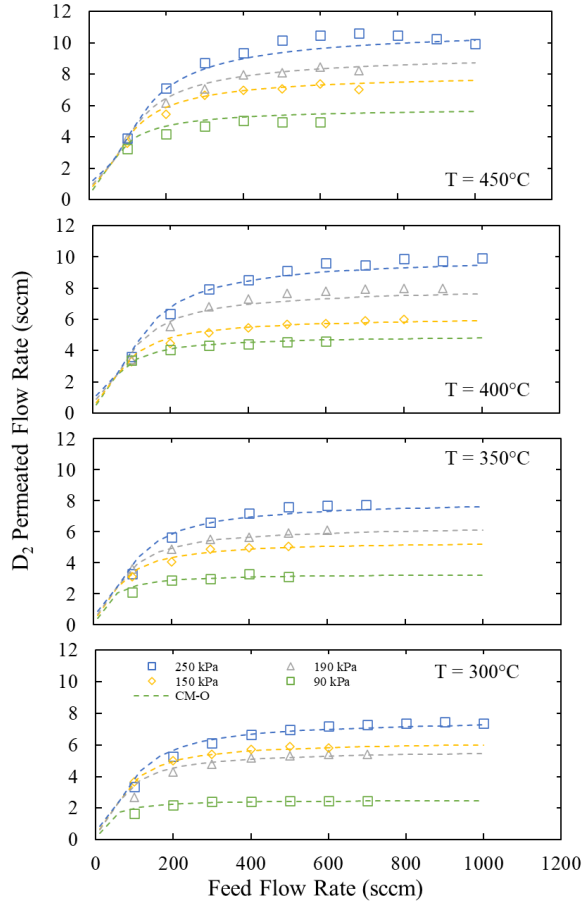 12
10
8
6
4
2
0
T = 450°C
12
10
8
6
4
2
0
T = 400°C
D2 Permeated Flow Rate (sccm)
12
10
8
6
4
2
0
T = 350°C
12
10
8
6
4
2
0
250 kPa 190 kPa
150 kPa 90 kPa
CM-O
T = 300°C
0 200 400 600 800 1000 1200
Feed Flow Rate (sccm)